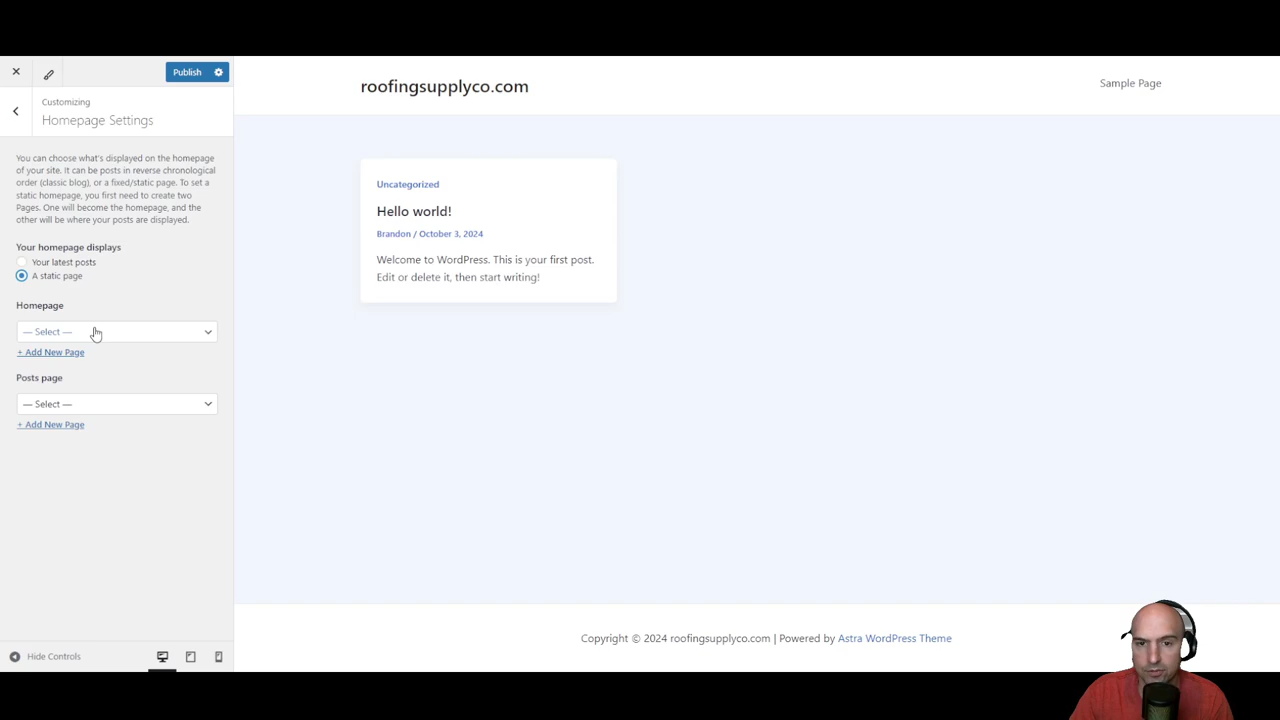 Publish
Customizing
Homepage Settings
You can choose what's displayed on the homepage
of your site. It can be posts in reverse chronological
order (classic blog), or a fixed/static page. To set a
static homepage, you first need to create two
Pages. One will become the homepage, and the
other will be where your posts are displayed.
Your homepage displays
Your latest posts
A static page
Homepage
— Select —
+ Add New Page
Posts page
— Select —
+ Add New Page
Hide Controls
roofingsupplyco.com
Sample Page
Uncategorized
Hello world!
Brandon / October 3, 2024
Welcome to WordPress. This is your first post.
Edit or delete it, then start writing!
Copyright © 2024 roofingsupplyco.com | Powered by Astra WordPress Theme